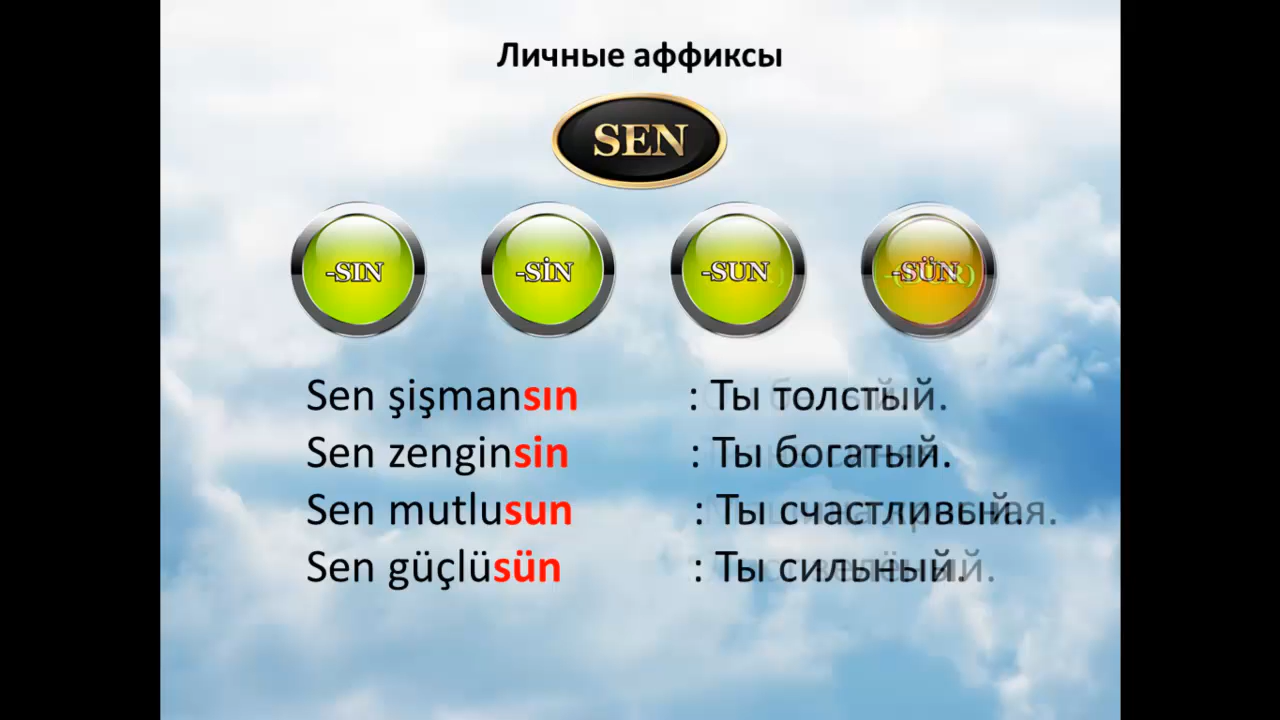 Личные аффиксы
SEN
-SIN -SİN -SUN -SÜN
Sen şişmansın : Ты толстый.
Sen zenginsin : Ты богатый.
Sen mutlusun : Ты счастливый.
Sen güçlüsün : Ты сильный.